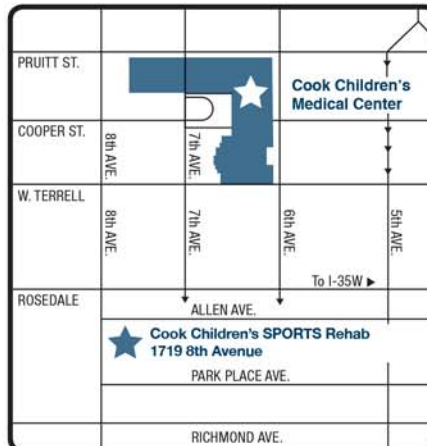 PRUITT ST.
Cook Children's
Medical Center
COOPER ST.
8th AVE.
7th AVE.
W. TERRELL
8th AVE.
7th AVE.
6th AVE.
5th AVE.
To I-35W
ROSEDALE
ALLEN AVE.
Cook Children's SPORTS Rehab
1719 8th Avenue
PARK PLACE AVE.
RICHMOND AVE.